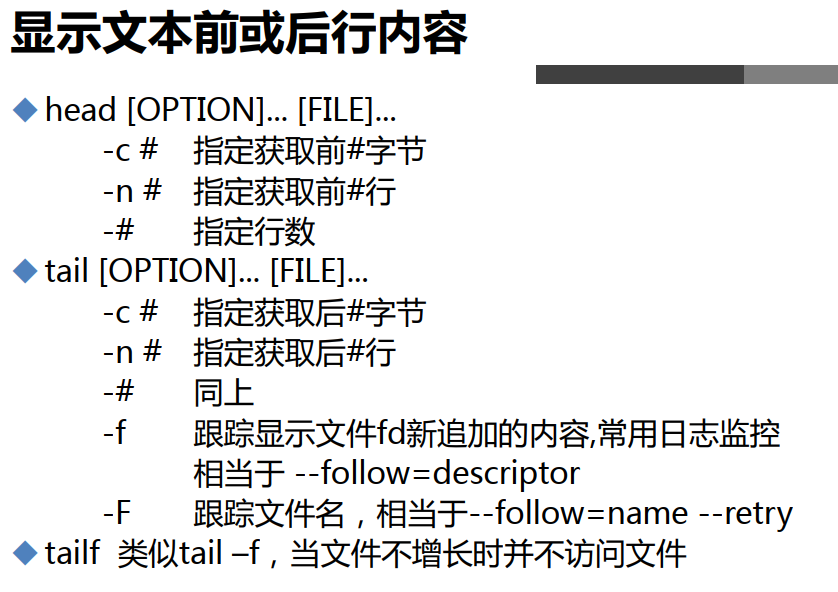 显示文本前或后行内容
head [OPTION]... [FILE]...
-c # 指定获取前#字节
-n # 指定获取前#行
-# 指定行数
tail [OPTION]... [FILE]...
-c # 指定获取后#字节
-n # 指定获取后#行
-# 同上
-f 跟踪显示文件fd新追加的内容,常用日志监控
相当于 --follow=descriptor
-F 跟踪文件名，相当于--follow=name --retry
tailf 类似tail –f，当文件不增长时并不访问文件